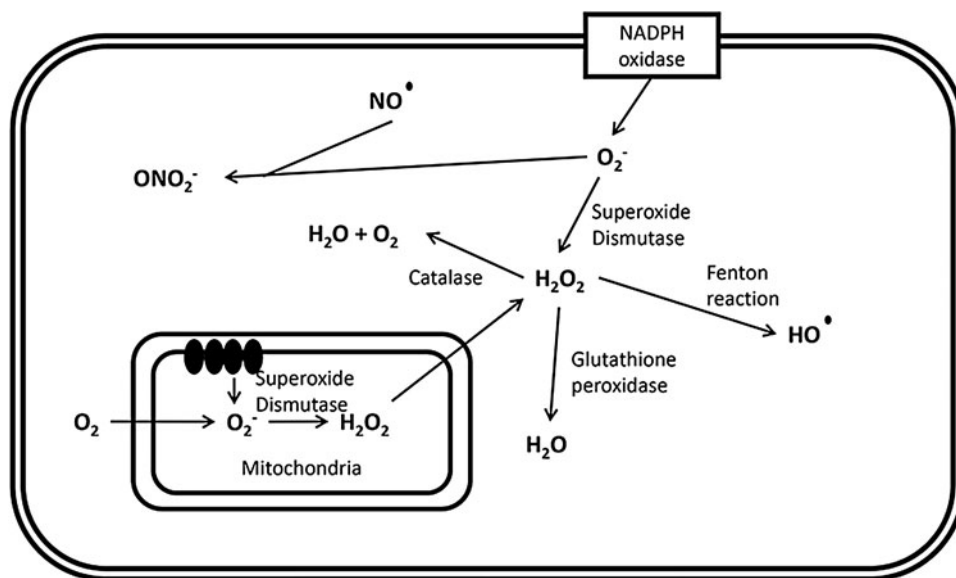 NADPH
oxidase
NO•
O₂⁻
ONO₂⁻
Superoxide
Dismutase
H₂O + O₂
Catalase
H₂O₂
Fenton
reaction
HO•
Glutathione
peroxidase
Superoxide
Dismutase
O₂
O₂⁻
H₂O₂
H₂O
Mitochondria